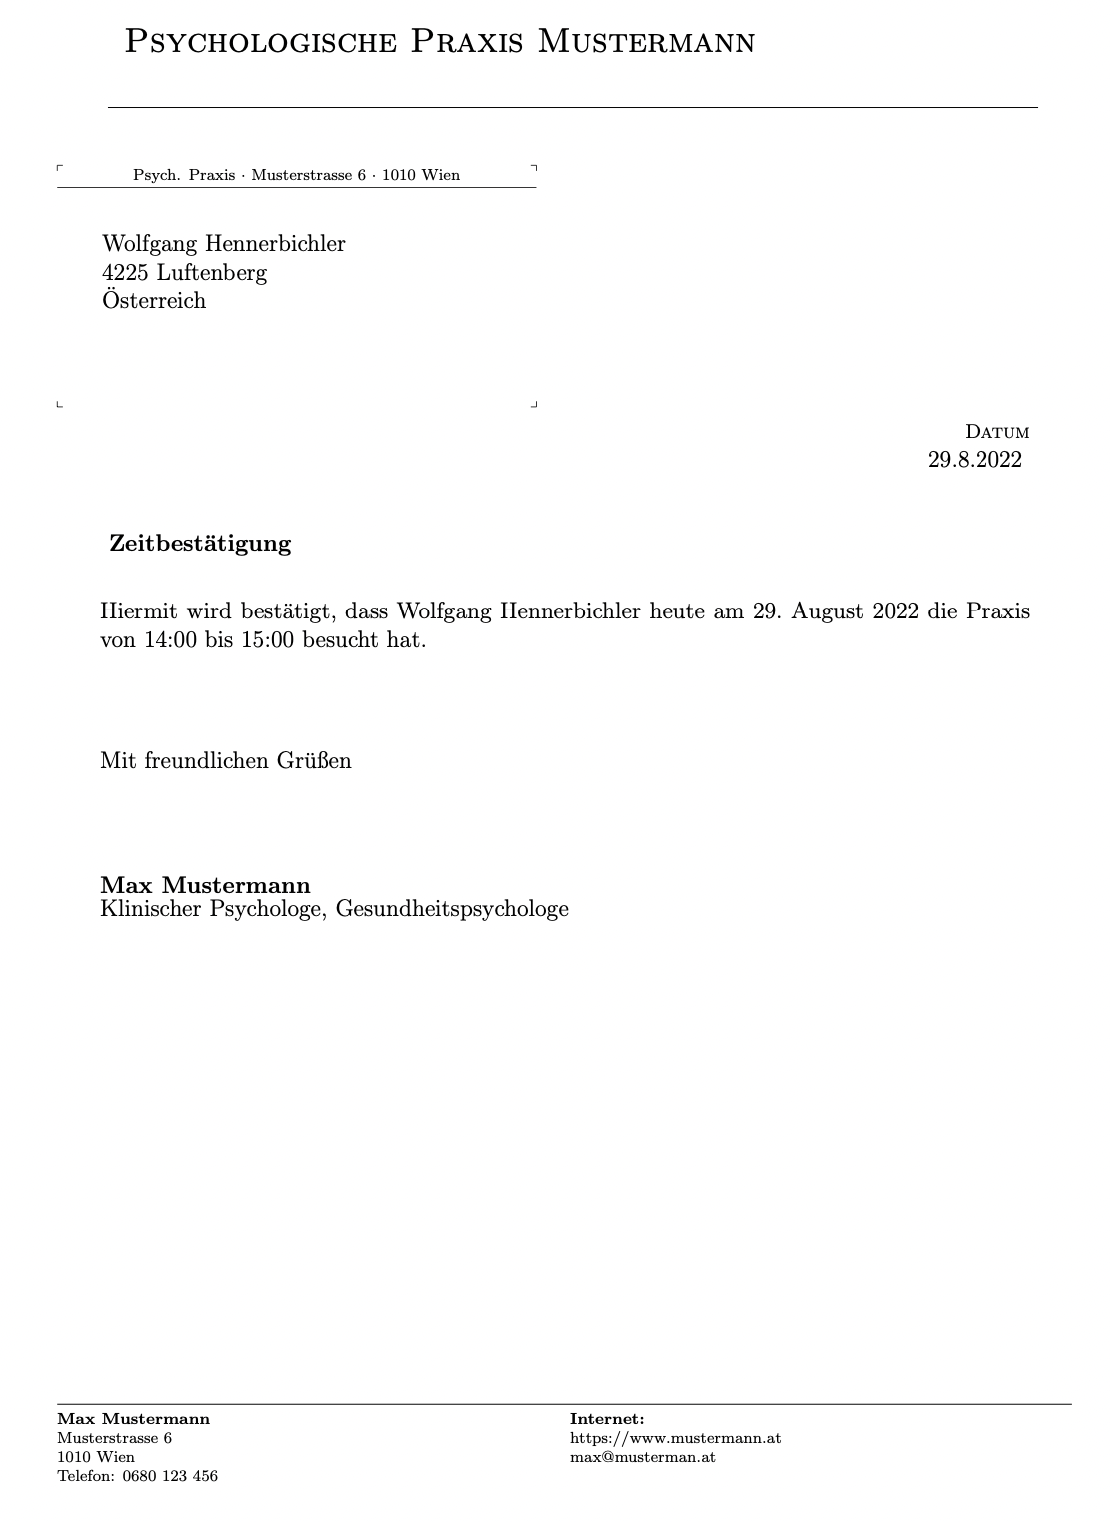 Psychologische Praxis Mustermann
Psych. Praxis · Musterstrasse 6 · 1010 Wien
Wolfgang Hennerbichler
4225 Luftenberg
Österreich
Datum
29.8.2022
Zeitbestätigung
Hiermit wird bestätigt, dass Wolfgang Hennerbichler heute am 29. August 2022 die Praxis
von 14:00 bis 15:00 besucht hat.
Mit freundlichen Grüßen
Max Mustermann
Klinischer Psychologe, Gesundheitspsychologe
Max Mustermann
Musterstrasse 6
1010 Wien
Telefon: 0680 123 456
Internet:
https://www.mustermann.at
max@musterman.at